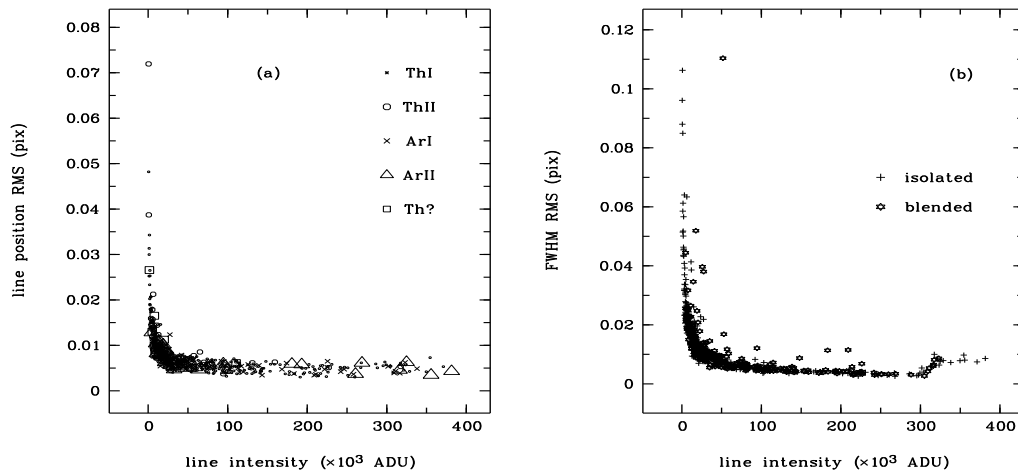 0.08
0.07
0.06
0.05
0.04
0.03
0.02
0.01
0
line position RMS (pix)
(a)
ThI
ThII
ArI
ArII
Th?
0 100 200 300 400
line intensity (×10³ ADU)
0.12
0.1
0.08
0.06
0.04
0.02
0
FWHM RMS (pix)
(b)
isolated
blended
0 100 200 300 400
line intensity (×10³ ADU)